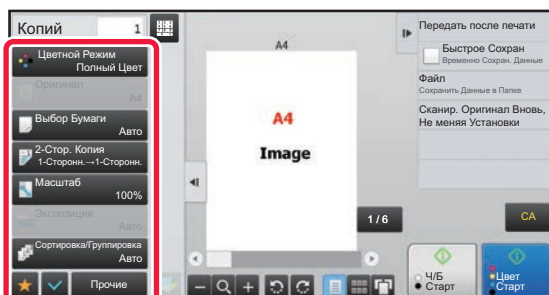 Копий 1
Цветной Режим
Полный Цвет
Оригинал
A4
Выбор Бумаги
Авто
2-Стор. Копия
1-Сторонн.→1-Сторонн.
Масштаб
100%
Экспозиция
Авто
Сортировка/Группировка
Авто
Прочие
A4
A4
Image
1 / 6
Передать после печати
Быстрое Сохран
Временно Сохран. Данные
Файл
Сохранить Данные в Папке
Сканир. Оригинал Вновь,
Не меняя Установки
CA
Ч/Б
Старт
Цвет
Старт